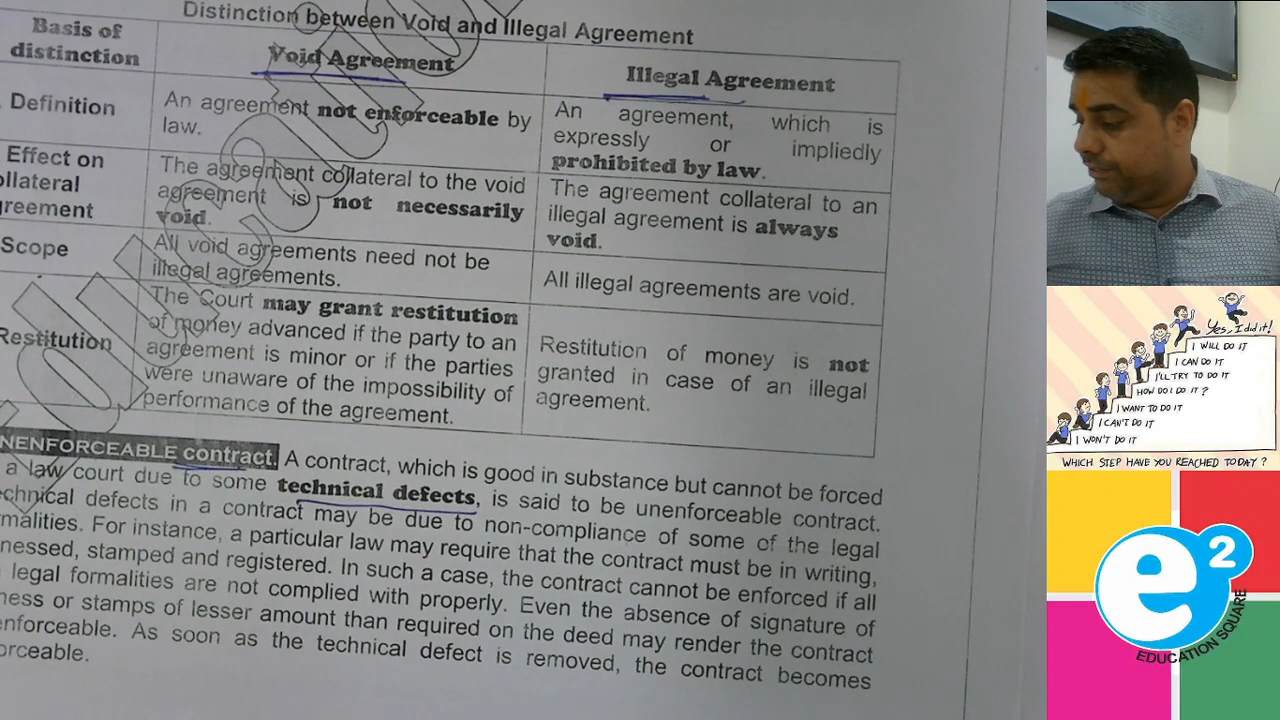 Distinction between Void and Illegal Agreement
Basis of
distinction
Void Agreement
Illegal Agreement
Definition
An agreement not enforceable by
law.
An agreement, which is
expressly or impliedly
prohibited by law.
Effect on
ollateral
greement
The agreement collateral to the void
agreement is not necessarily
void.
The agreement collateral to an
illegal agreement is always
void.
Scope
All void agreements need not be
illegal agreements.
All illegal agreements are void.
Restitution
The Court may grant restitution
of money advanced if the party to an
agreement is minor or if the parties
were unaware of the impossibility of
performance of the agreement.
Restitution of money is not
granted in case of an illegal
agreement.
NENFORCEABLE contract. A contract, which is good in substance but cannot be forced
a law court due to some technical defects, is said to be unenforceable contract.
chnical defects in a contract may be due to non-compliance of some of the legal
rmalities. For instance, a particular law may require that the contract must be in writing,
nessed, stamped and registered. In such a case, the contract cannot be enforced if all
legal formalities are not complied with properly. Even the absence of signature of
ness or stamps of lesser amount than required on the deed may render the contract
enforceable. As soon as the technical defect is removed, the contract becomes
orceable.
Yes, I did it!
I WILL DO IT
I CAN DO IT
I'LL TRY TO DO IT
HOW DO I DO IT?
I WANT TO DO IT
I CAN'T DO IT
I WON'T DO IT
WHICH STEP HAVE YOU REACHED TODAY?
e2
EDUCATION SQUARE